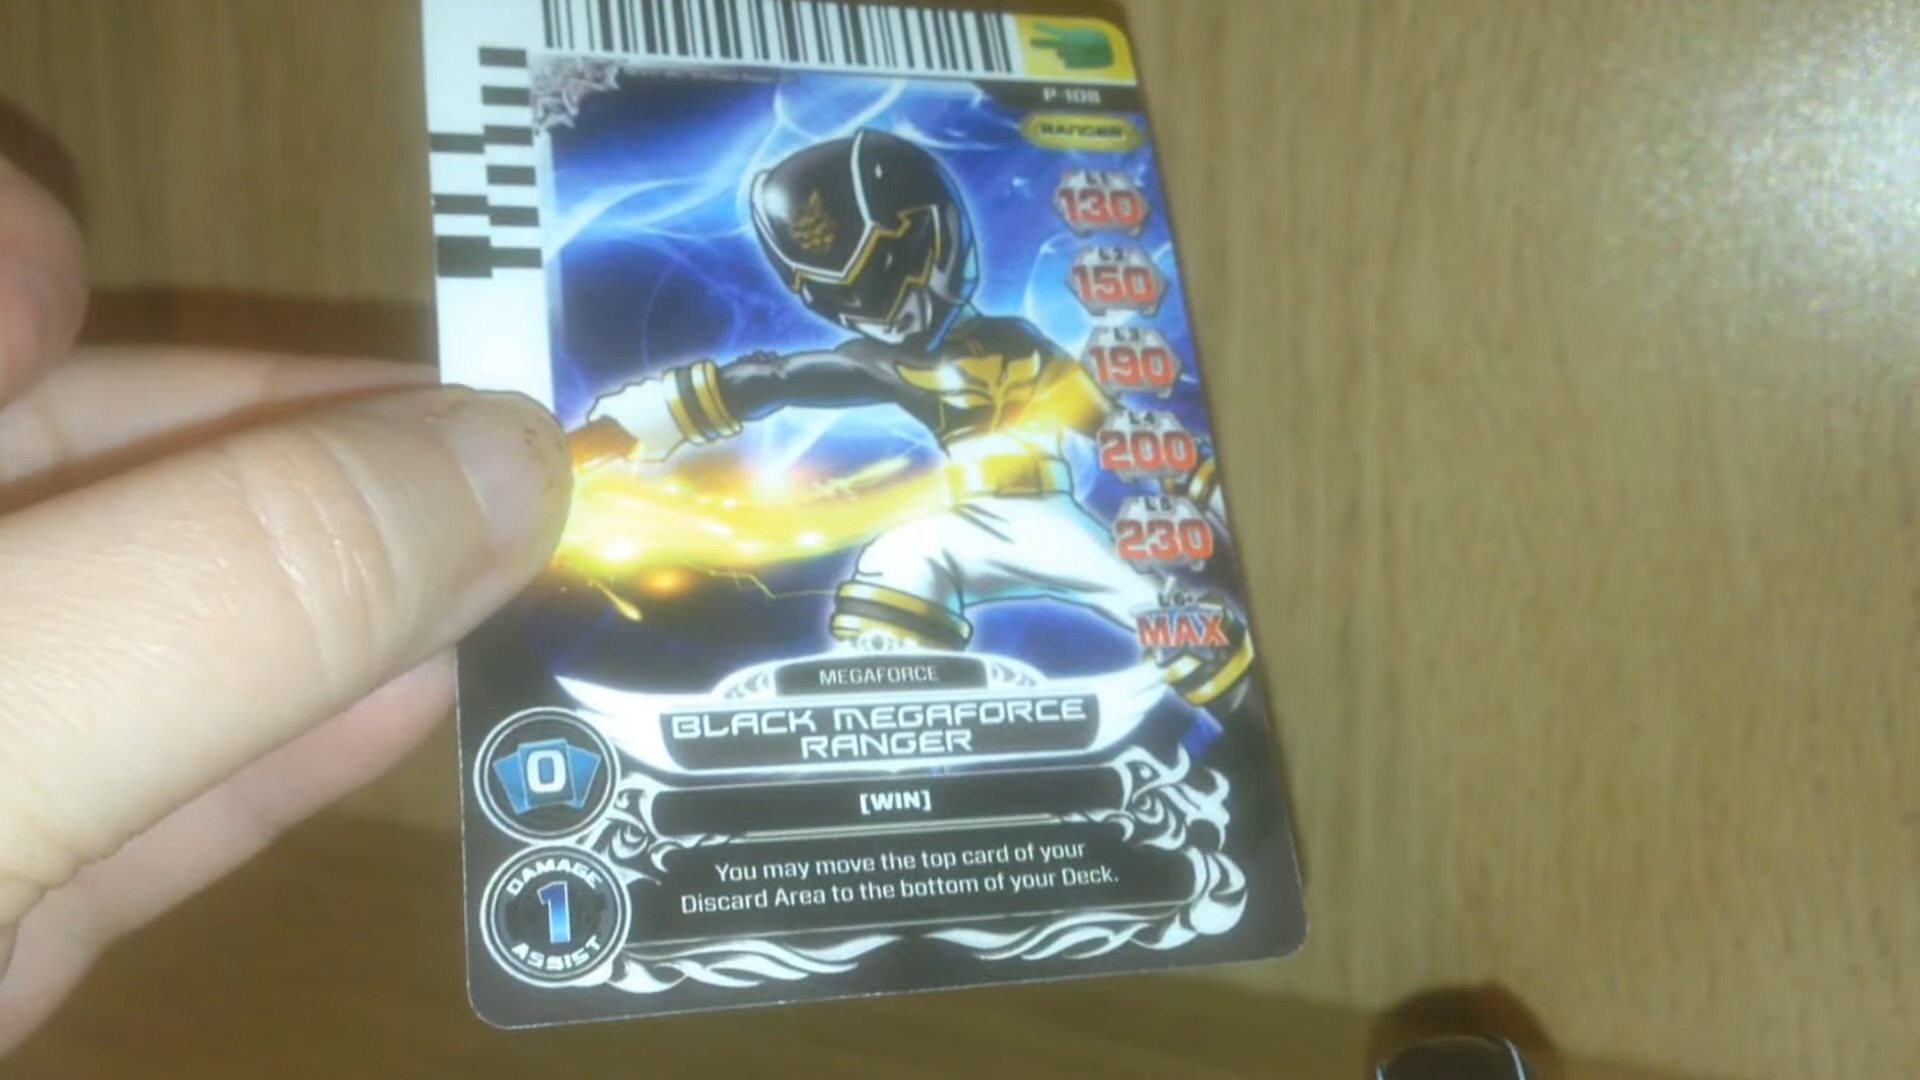 P-108
RANGER
L1
130
L2
150
L3
190
L4
200
L5
230
L6+
MAX
MEGAFORCE
BLACK MEGAFORCE
RANGER
0
[WIN]
You may move the top card of your
Discard Area to the bottom of your Deck.
DAMAGE
1
ASSIST